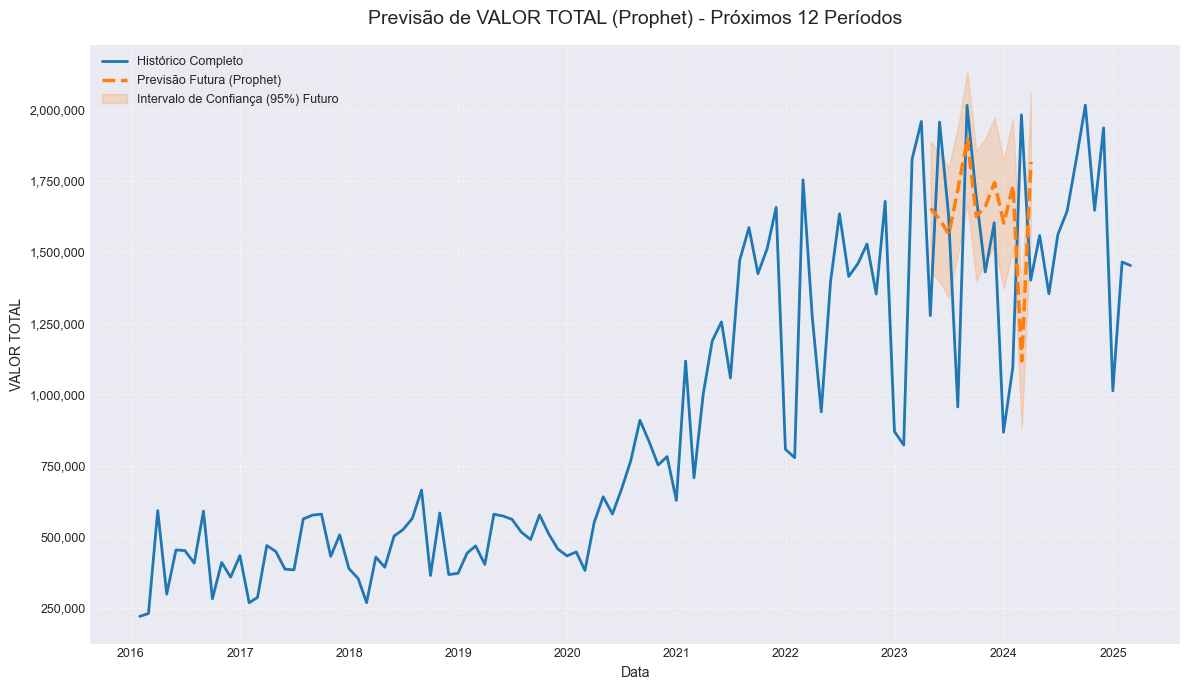 Previsão de VALOR TOTAL (Prophet) - Próximos 12 Períodos
Histórico Completo
Previsão Futura (Prophet)
Intervalo de Confiança (95%) Futuro
2,000,000
1,750,000
1,500,000
1,250,000
1,000,000
750,000
500,000
250,000
VALOR TOTAL
2016 2017 2018 2019 2020 2021 2022 2023 2024 2025
Data